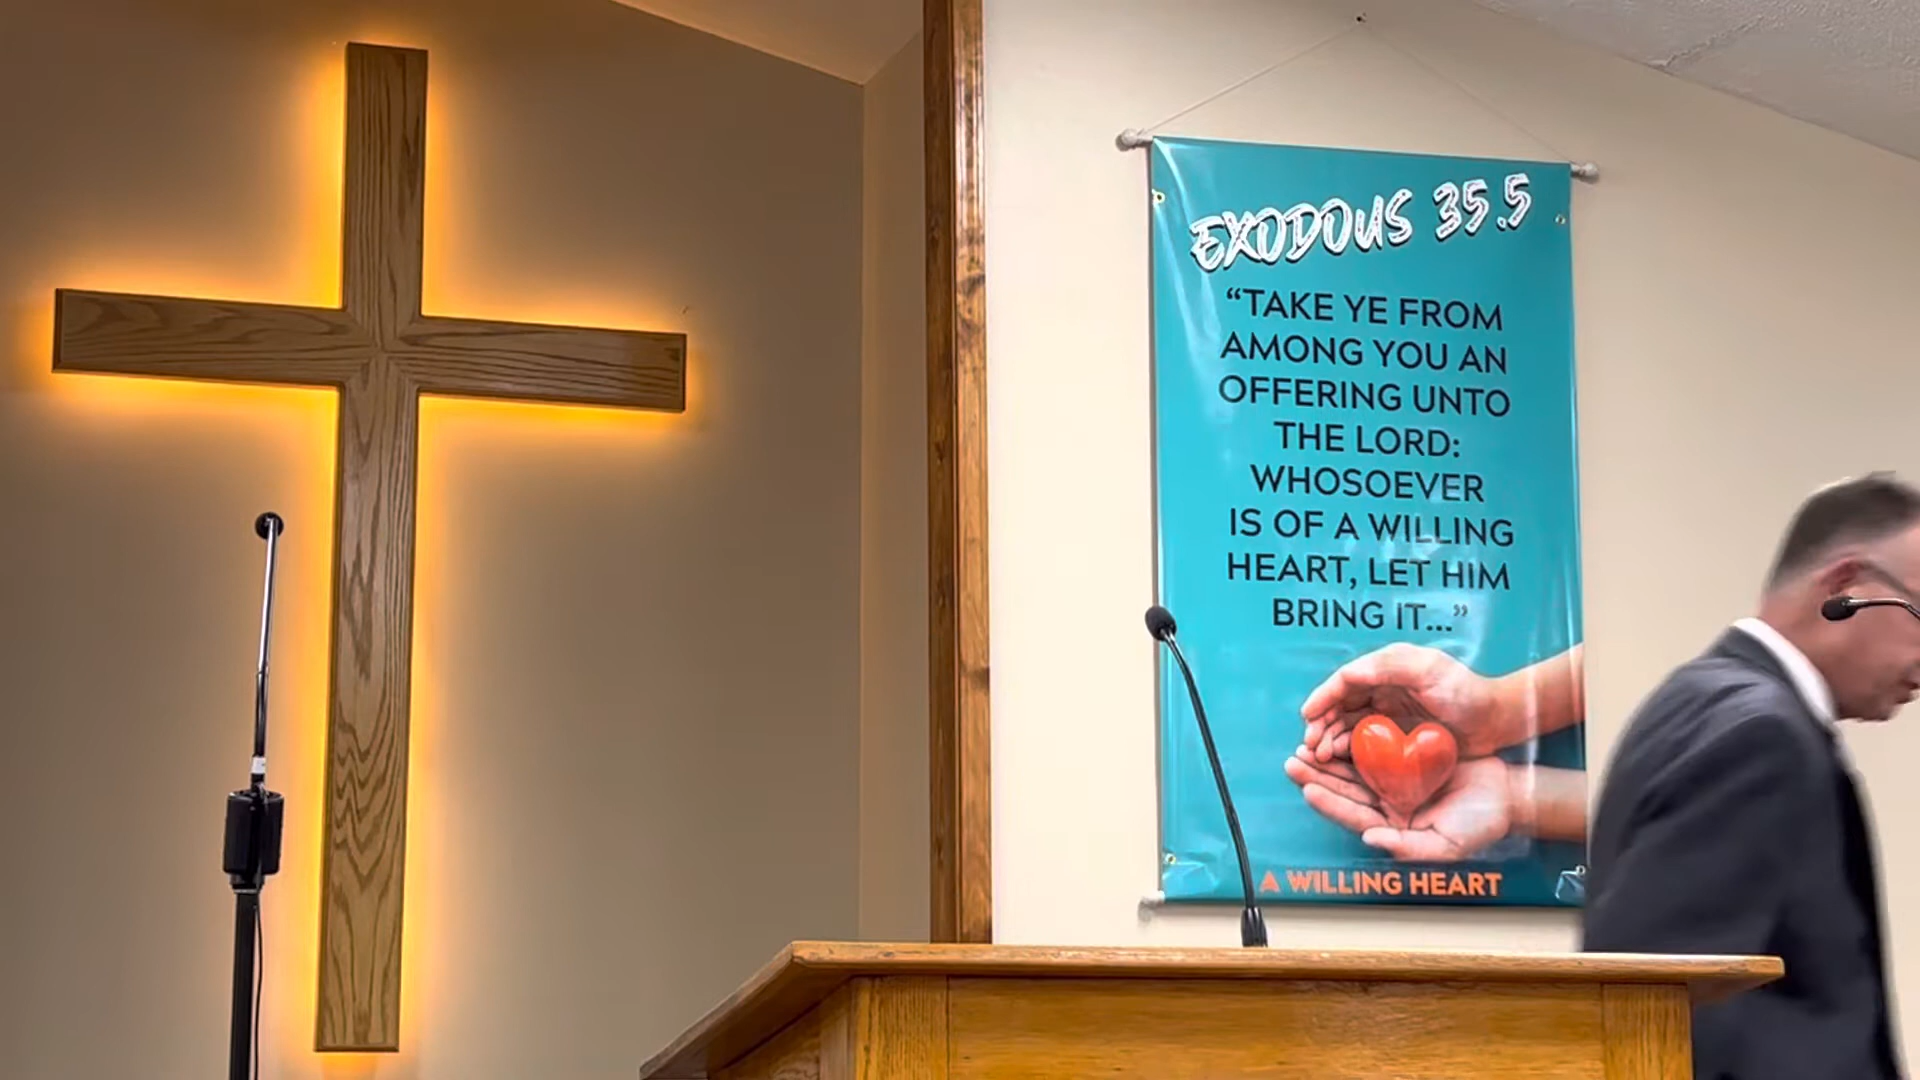 EXODOUS 35.5
“TAKE YE FROM
AMONG YOU AN
OFFERING UNTO
THE LORD:
WHOSOEVER
IS OF A WILLING
HEART, LET HIM
BRING IT...”
A WILLING HEART